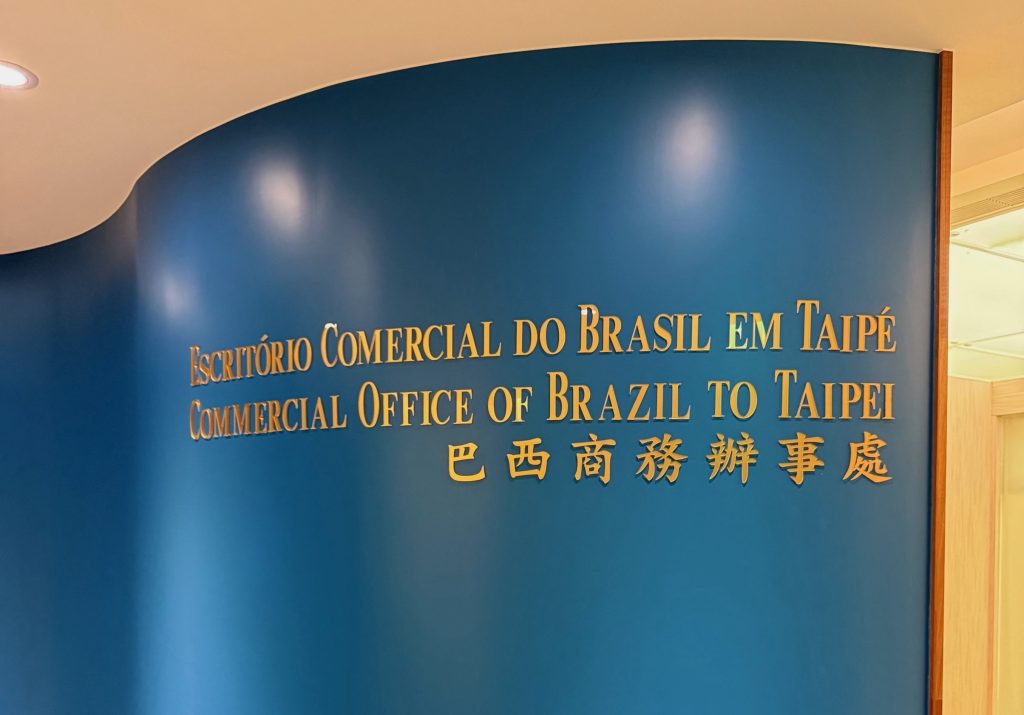 Escritório Comercial do Brasil em Taipé
Commercial Office of Brazil to Taipei
巴西商務辦事處